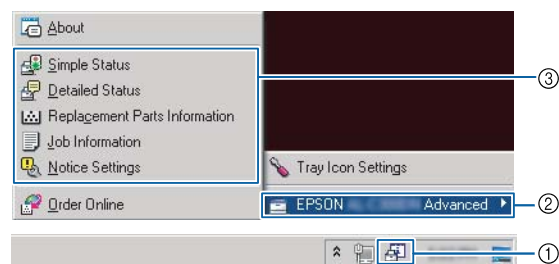 About
Simple Status
Detailed Status
Replacement Parts Information
Job Information
Notice Settings
Order Online
Tray Icon Settings
EPSON Advanced
③
②
①